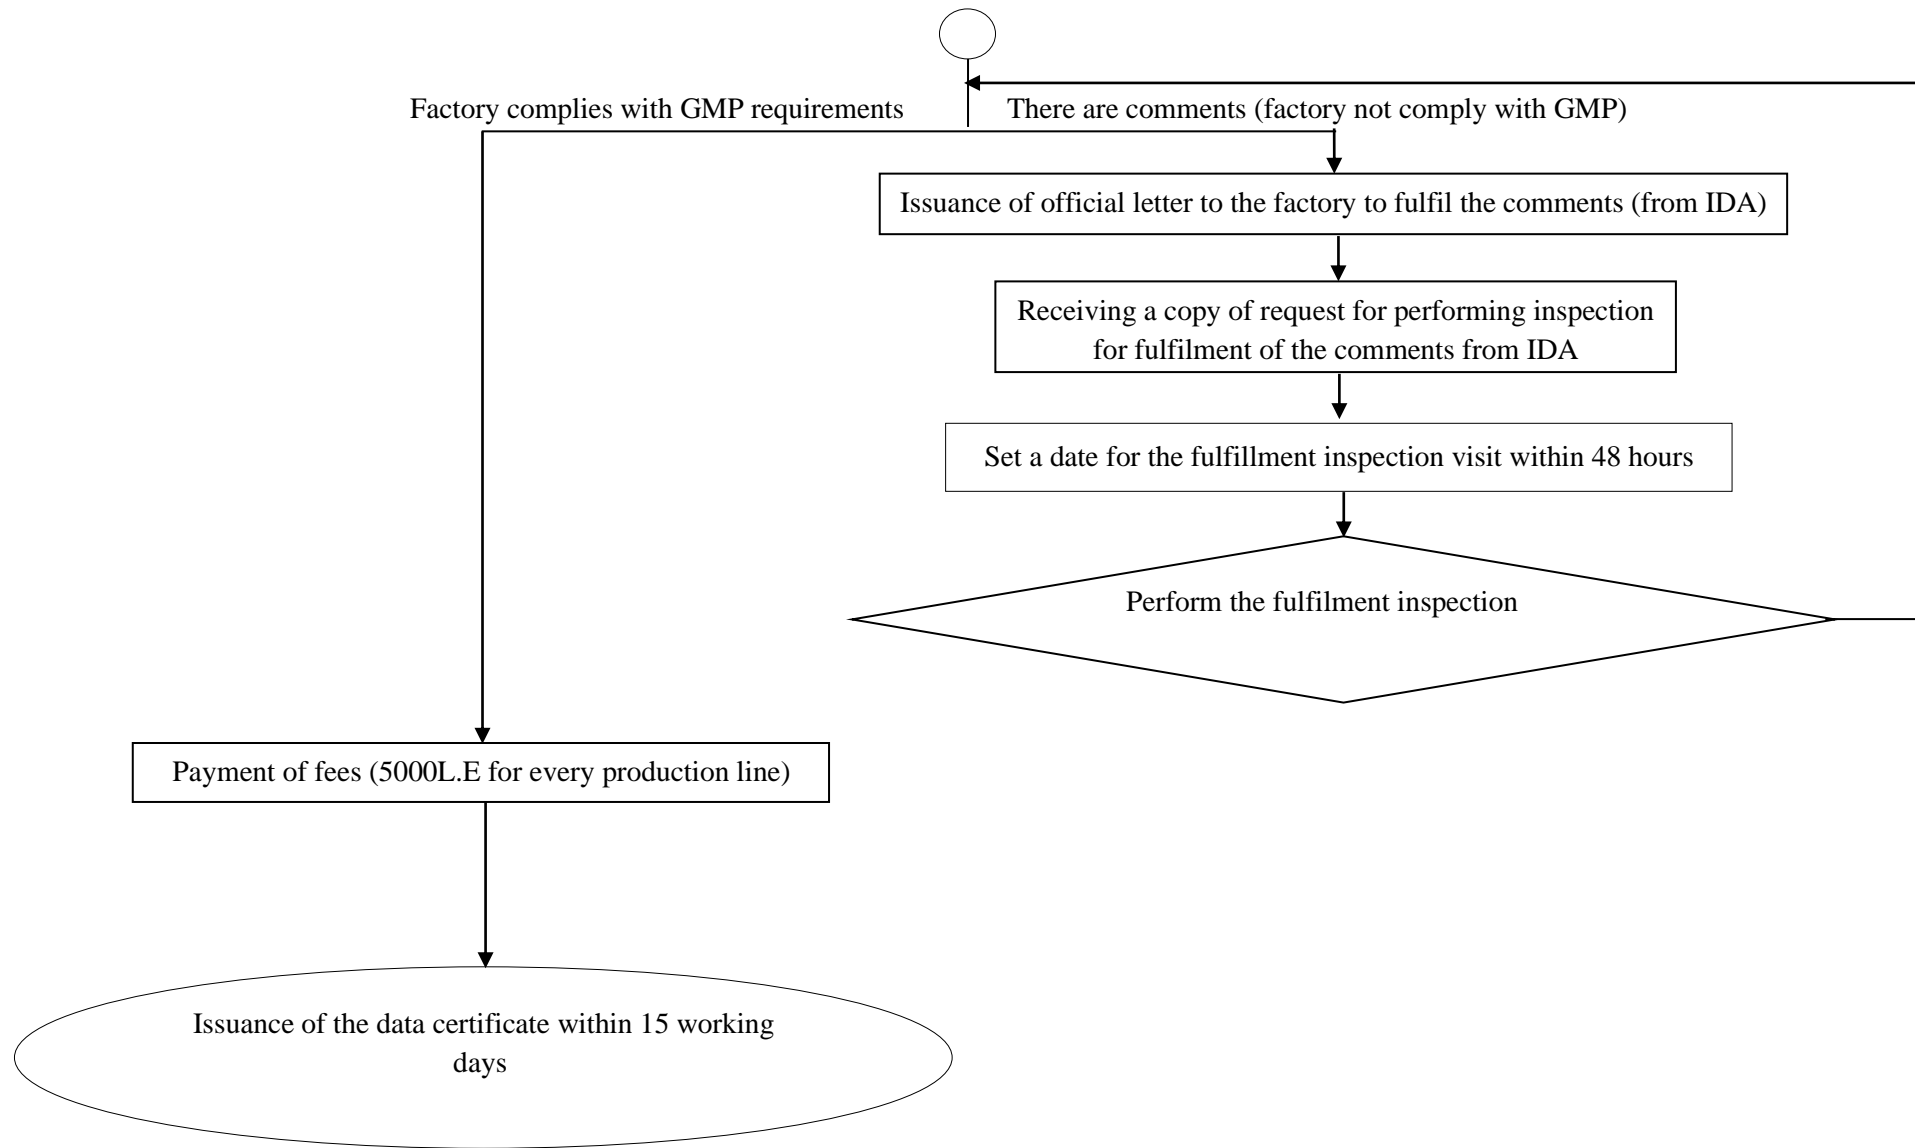 Factory complies with GMP requirements
There are comments (factory not comply with GMP)
Issuance of official letter to the factory to fulfil the comments (from IDA)
Receiving a copy of request for performing inspection
for fulfilment of the comments from IDA
Set a date for the fulfillment inspection visit within 48 hours
Perform the fulfilment inspection
Payment of fees (5000L.E for every production line)
Issuance of the data certificate within 15 working
days